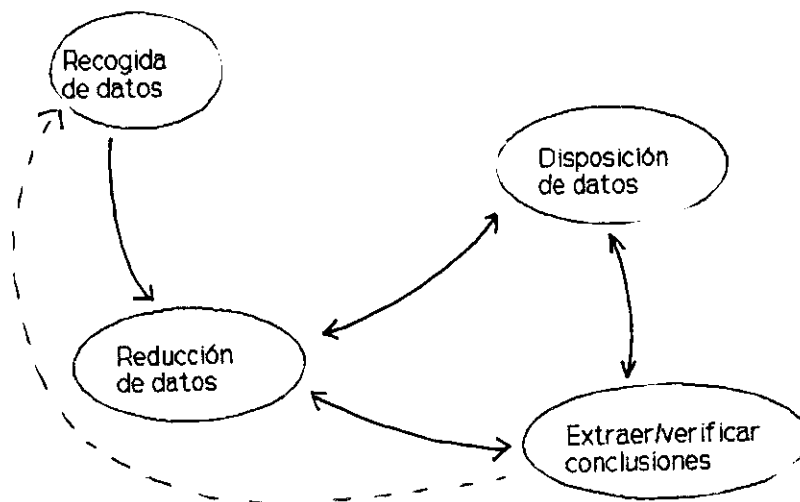 Recogida
de datos
Disposición
de datos
Reducción
de datos
Extraer/verificar
conclusiones